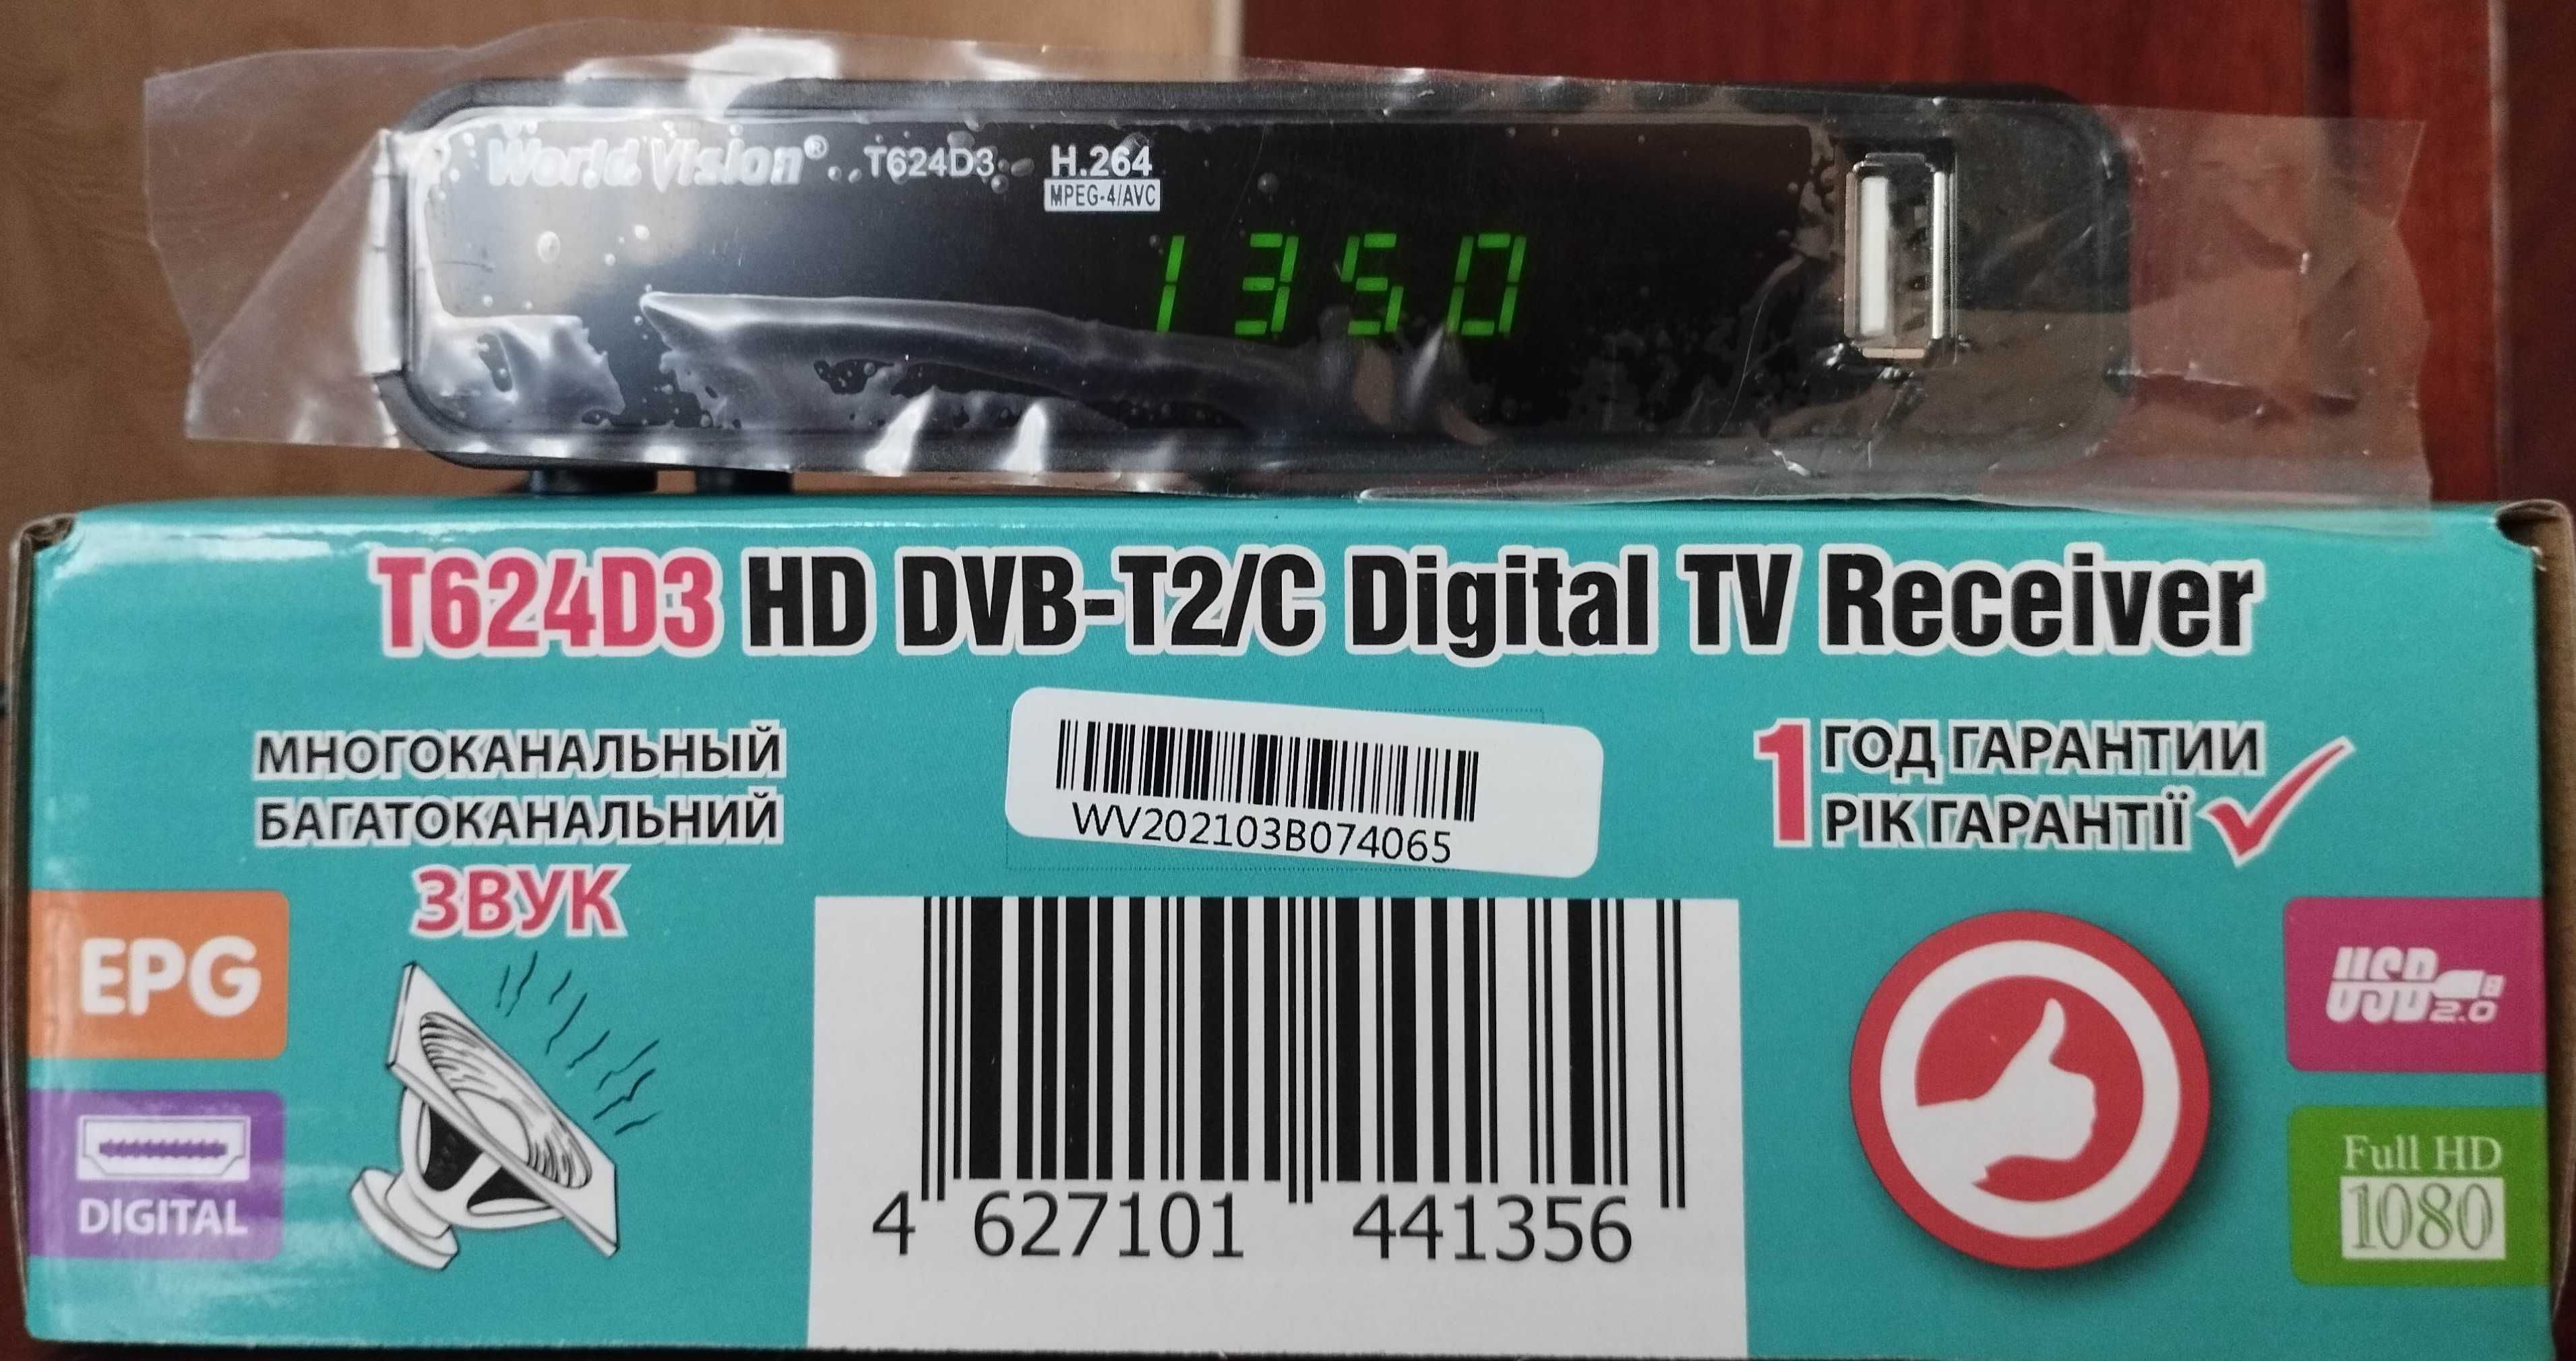 World Vision® T624D3 H.264
MPEG-4/AVC
1350
T624D3 HD DVB-T2/C Digital TV Receiver
МНОГОКАНАЛЬНЫЙ
БАГАТОКАНАЛЬНИЙ
ЗВУК
WV202103B074065
1 ГОД ГАРАНТИИ
РІК ГАРАНТІЇ
EPG
DIGITAL
4 627101 441356
USB 2.0
Full HD
1080